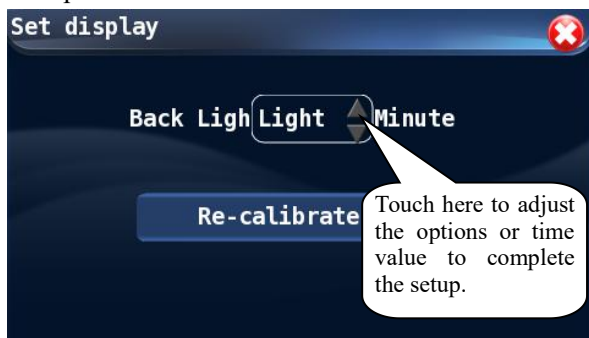 Set display
Back Ligh Light Minute
Re-calibrate
Touch here to adjust
the options or time
value to complete
the setup.